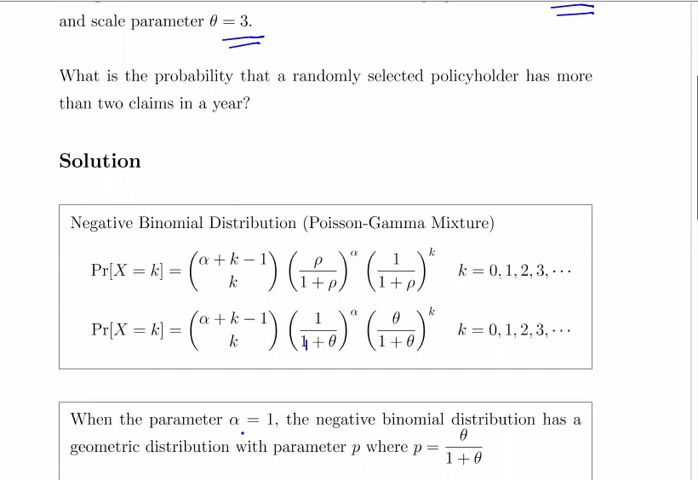 and scale parameter θ = 3.
What is the probability that a randomly selected policyholder has more
than two claims in a year?
Solution
Negative Binomial Distribution (Poisson-Gamma Mixture)
Pr[X = k] = (α + k − 1 \ k) (ρ / 1 + ρ)^α (1 / 1 + ρ)^k k = 0, 1, 2, 3, ⋯
Pr[X = k] = (α + k − 1 \ k) (1 / 1 + θ)^α (θ / 1 + θ)^k k = 0, 1, 2, 3, ⋯
When the parameter α = 1, the negative binomial distribution has a
geometric distribution with parameter p where p = θ / 1 + θ